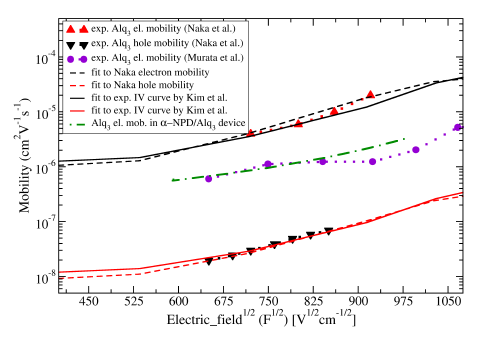 exp. Alq3 el. mobility (Naka et al.)
exp. Alq3 hole mobility (Naka et al.)
exp. Alq3 el. mobility (Murata et al.)
fit to Naka electron mobility
fit to Naka hole mobility
fit to exp. IV curve by Kim et al.
fit to exp. IV curve by Kim et al.
Alq3 el. mob. in α−NPD/Alq3 device
Mobility (cm²V⁻¹s⁻¹)
10⁻⁴
10⁻⁵
10⁻⁶
10⁻⁷
10⁻⁸
450 525 600 675 750 825 900 975 1050
Electric_field^1/2 (F^1/2) [V^1/2cm^-1/2]